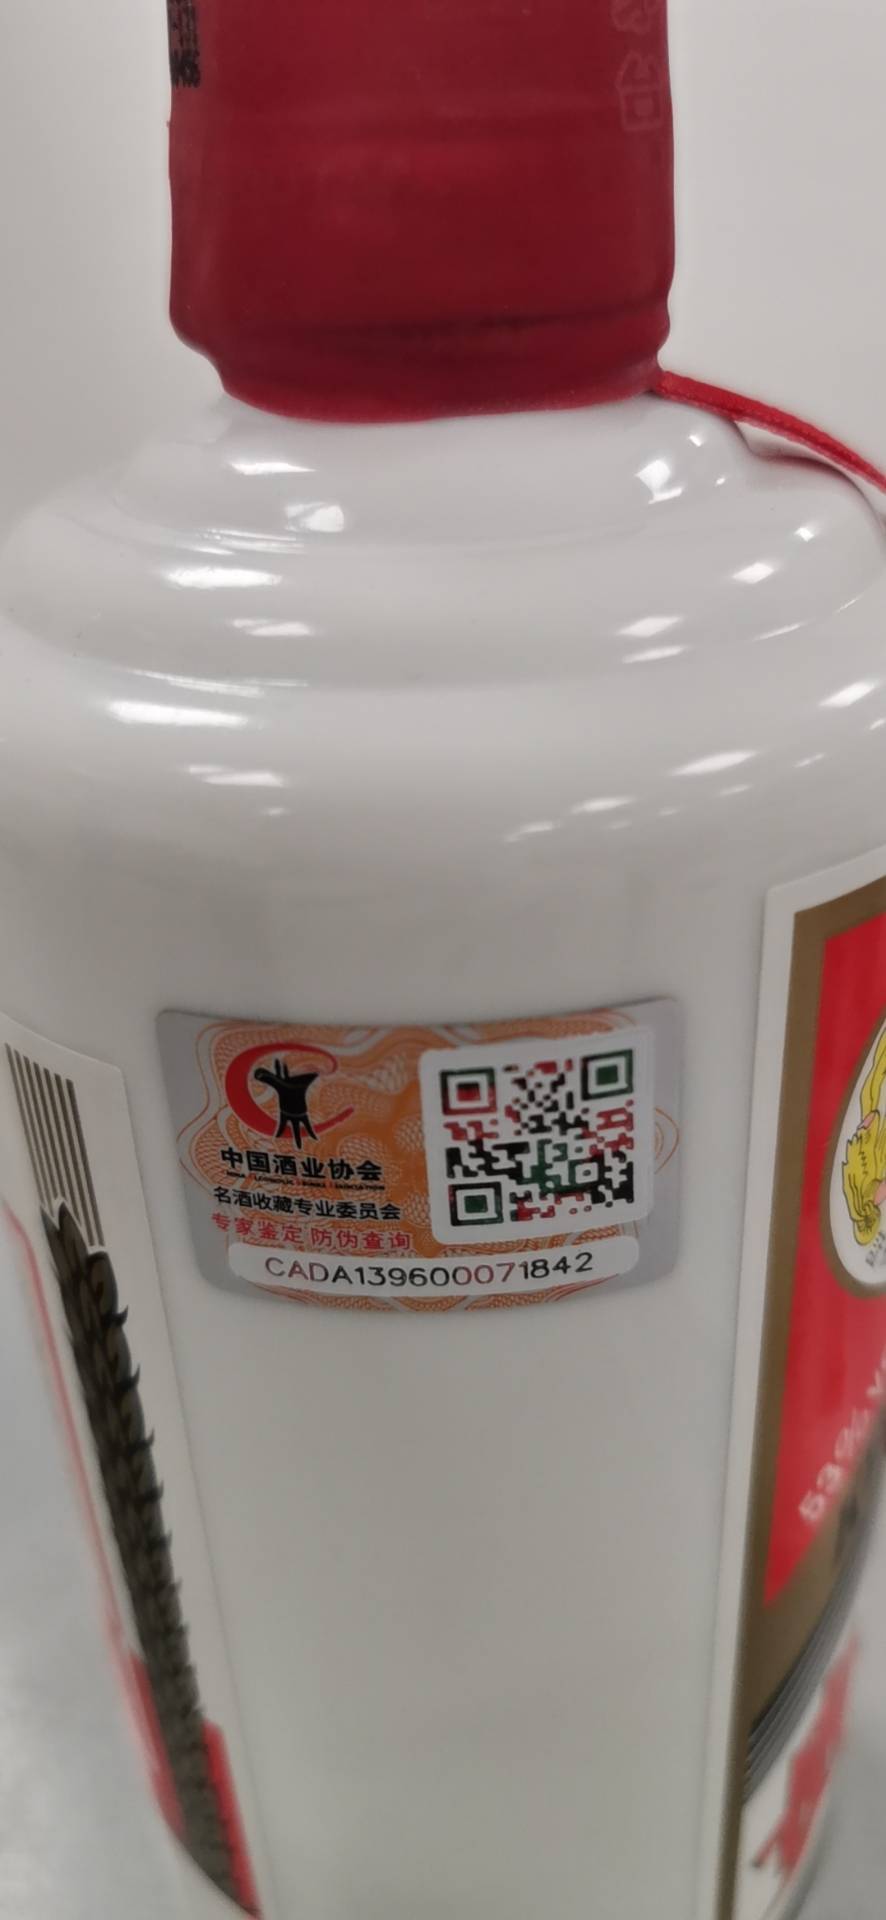 中国酒业协会
名酒收藏专业委员会
专家鉴定 防伪查询
CADA139600071842
53%